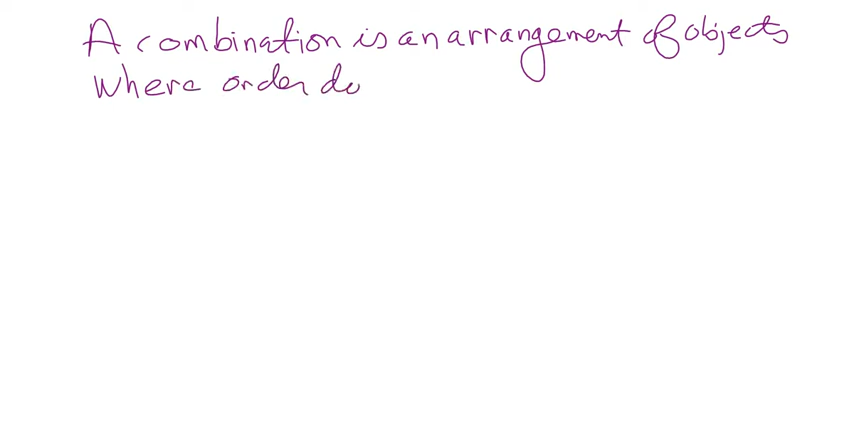 A combination is an arrangement of objects
where order do